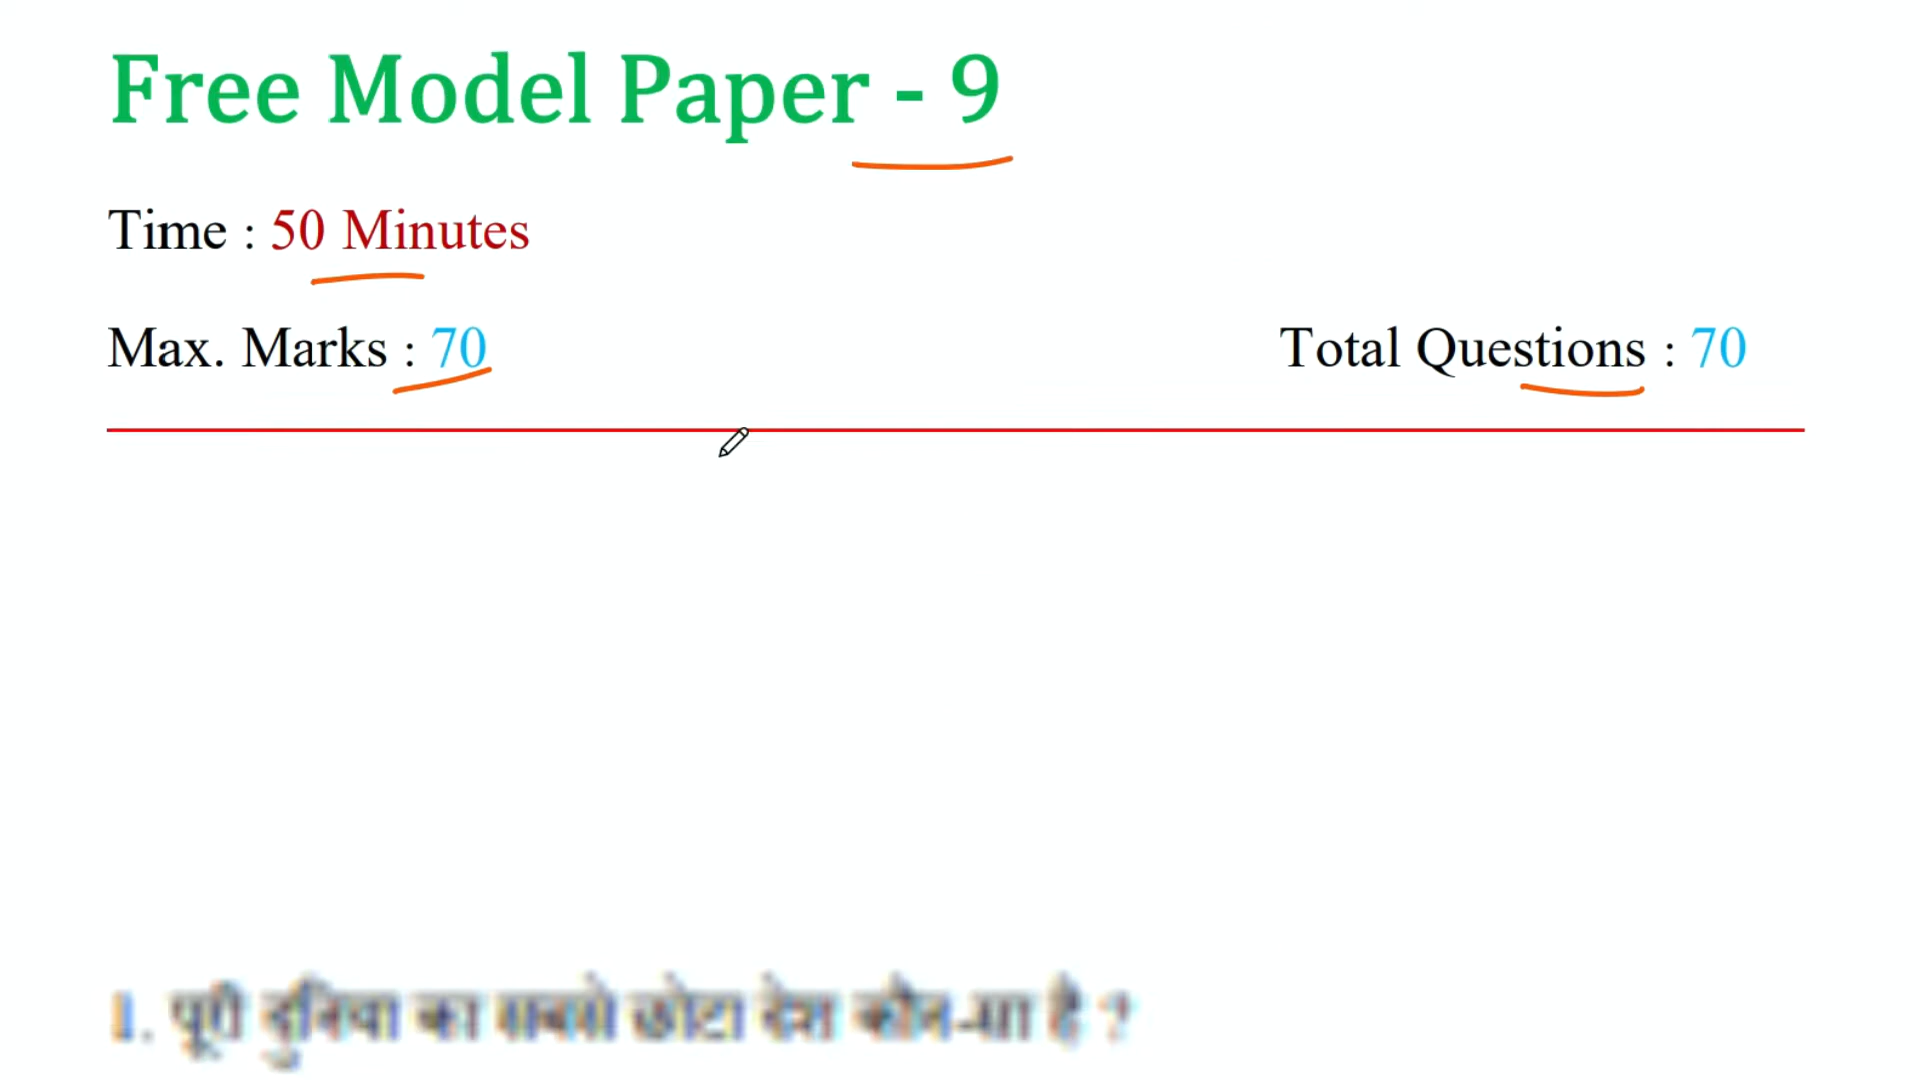 Free Model Paper - 9
Time : 50 Minutes
Max. Marks : 70
Total Questions : 70
1. पूरी दुनिया का सबसे छोटा देश कौन-सा है ?